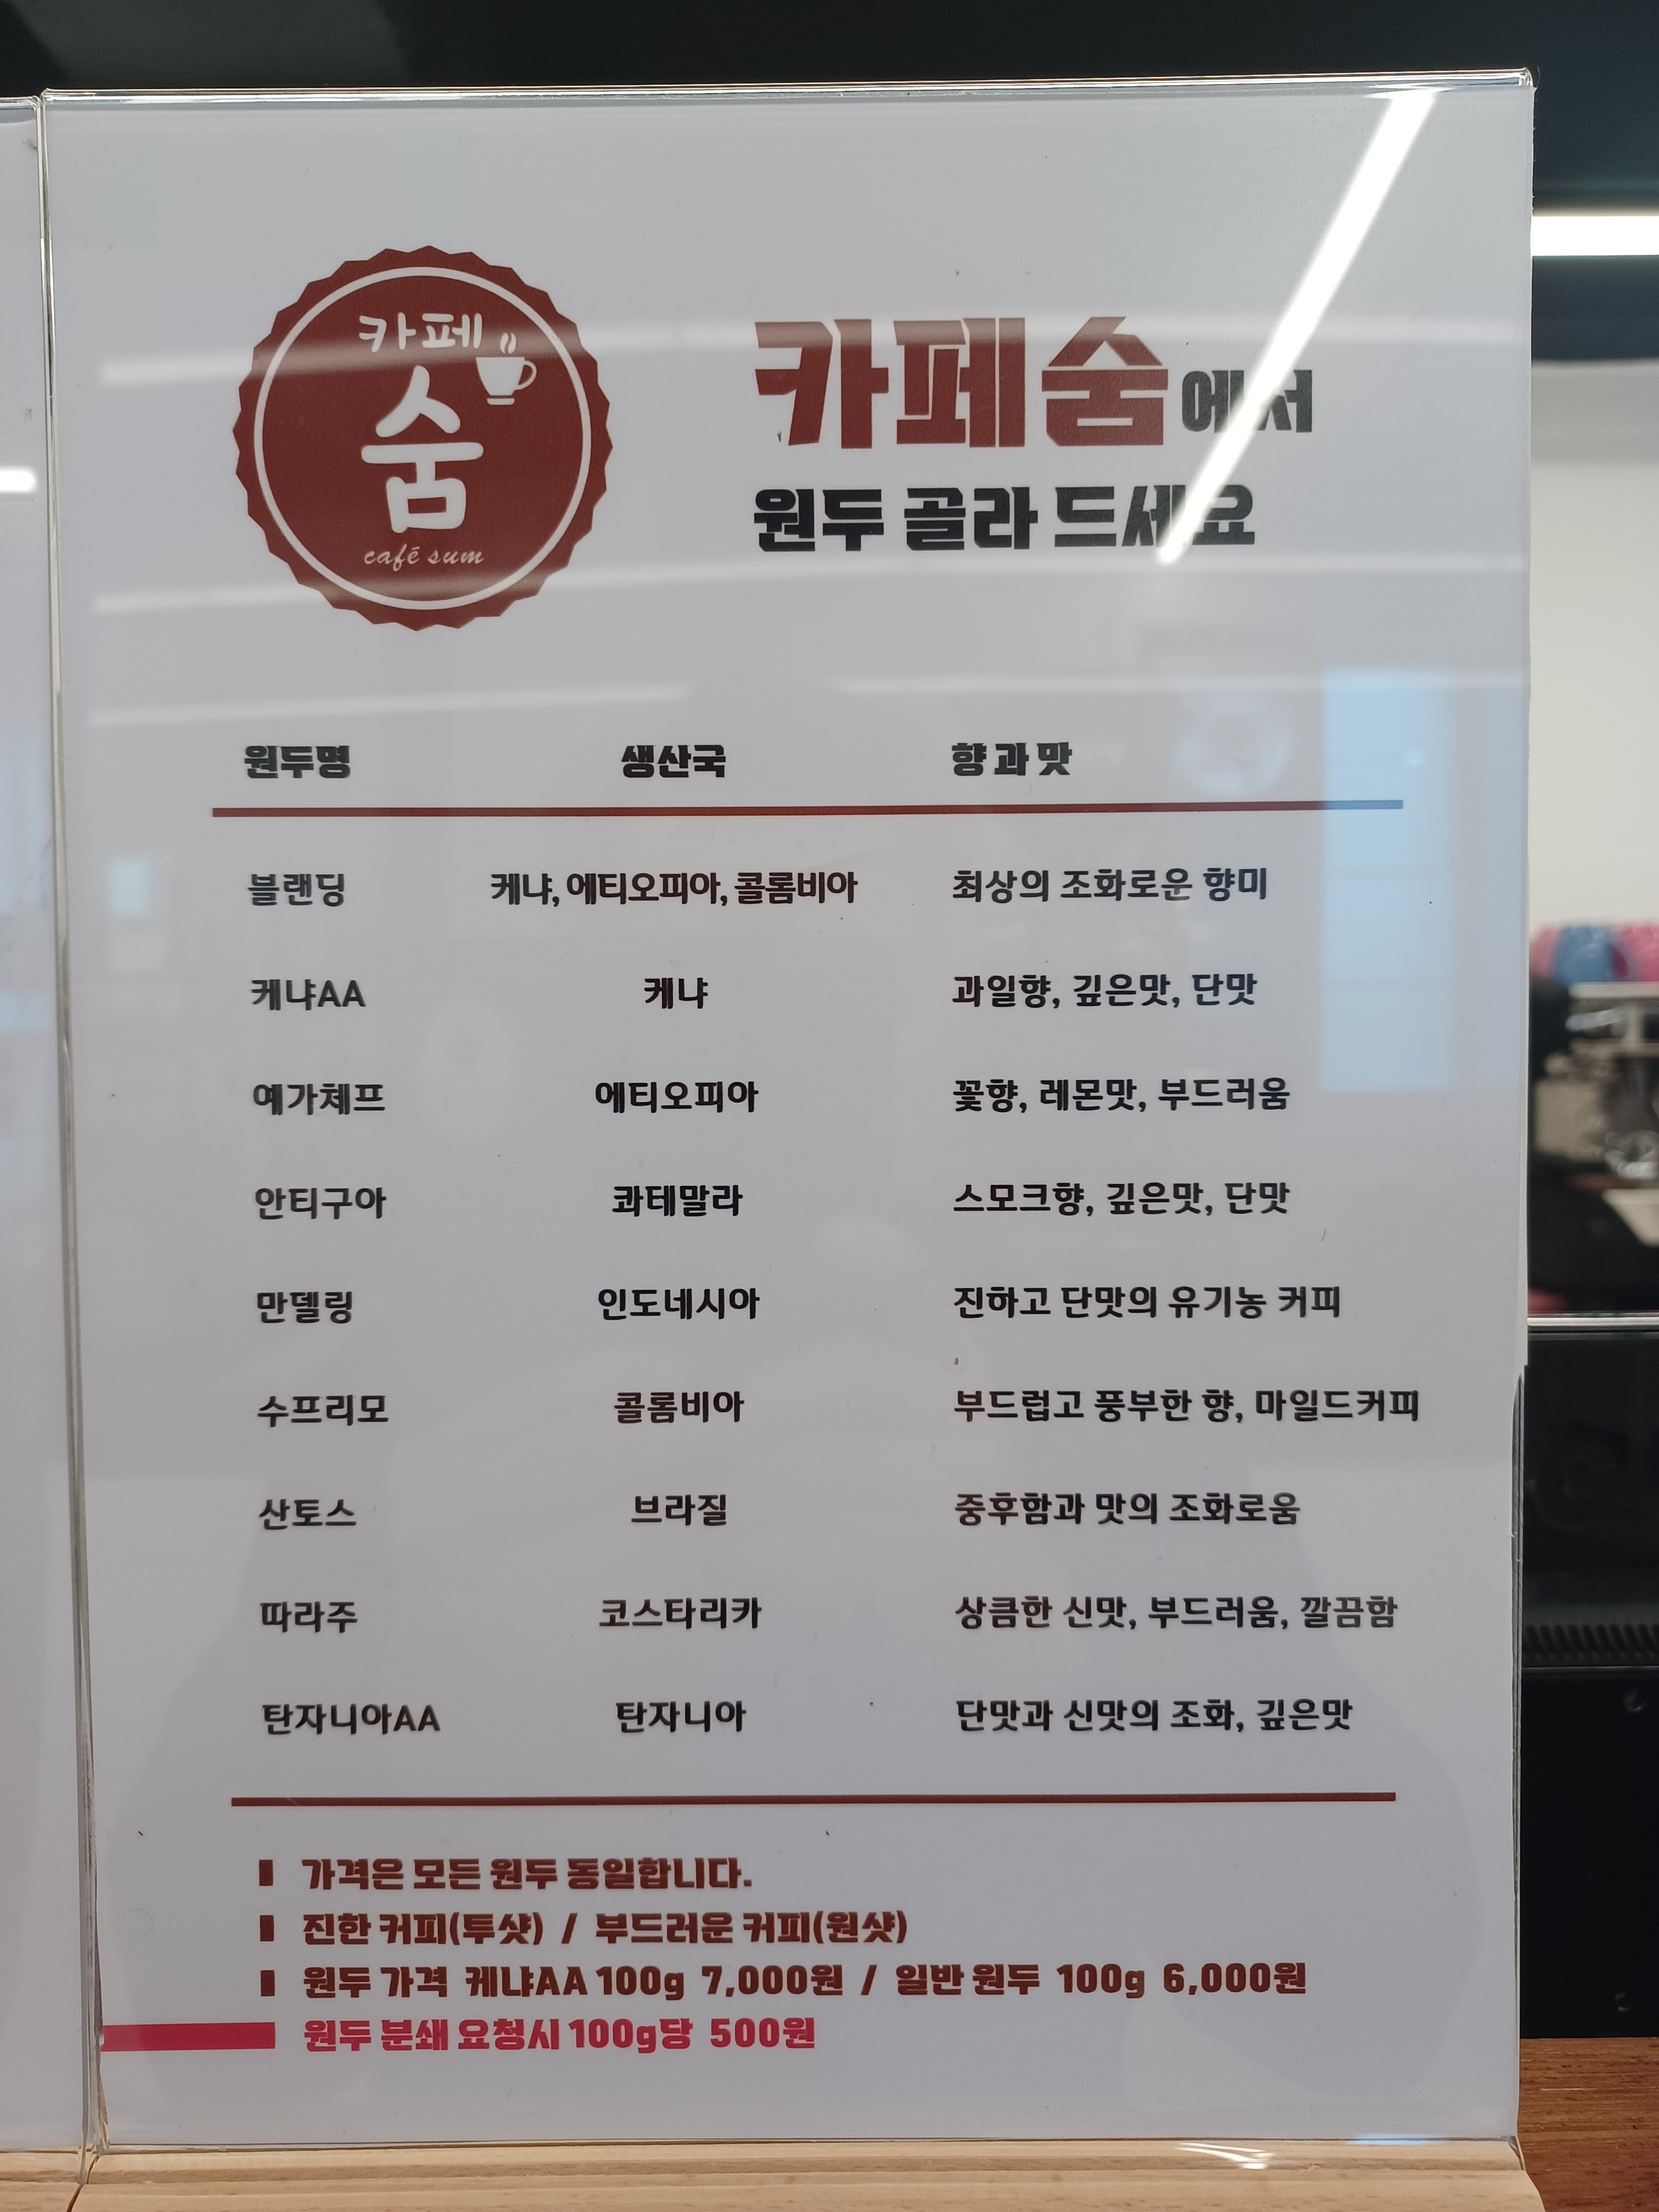 카페
숨
café sum
카페숨에서
원두 골라 드세요
원두명 생산국 향과 맛
블랜딩 케냐, 에티오피아, 콜롬비아 최상의 조화로운 향미
케냐AA 케냐 과일향, 깊은맛, 단맛
예가체프 에티오피아 꽃향, 레몬맛, 부드러움
안티구아 콰테말라 스모크향, 깊은맛, 단맛
만델링 인도네시아 진하고 단맛의 유기농 커피
수프리모 콜롬비아 부드럽고 풍부한 향, 마일드커피
산토스 브라질 중후함과 맛의 조화로움
따라주 코스타리카 상큼한 신맛, 부드러움, 깔끔함
탄자니아AA 탄자니아 단맛과 신맛의 조화, 깊은맛
가격은 모든 원두 동일합니다.
진한 커피(투샷) / 부드러운 커피(원샷)
원두 가격 케냐AA 100g 7,000원 / 일반 원두 100g 6,000원
원두 분쇄 요청시 100g당 500원